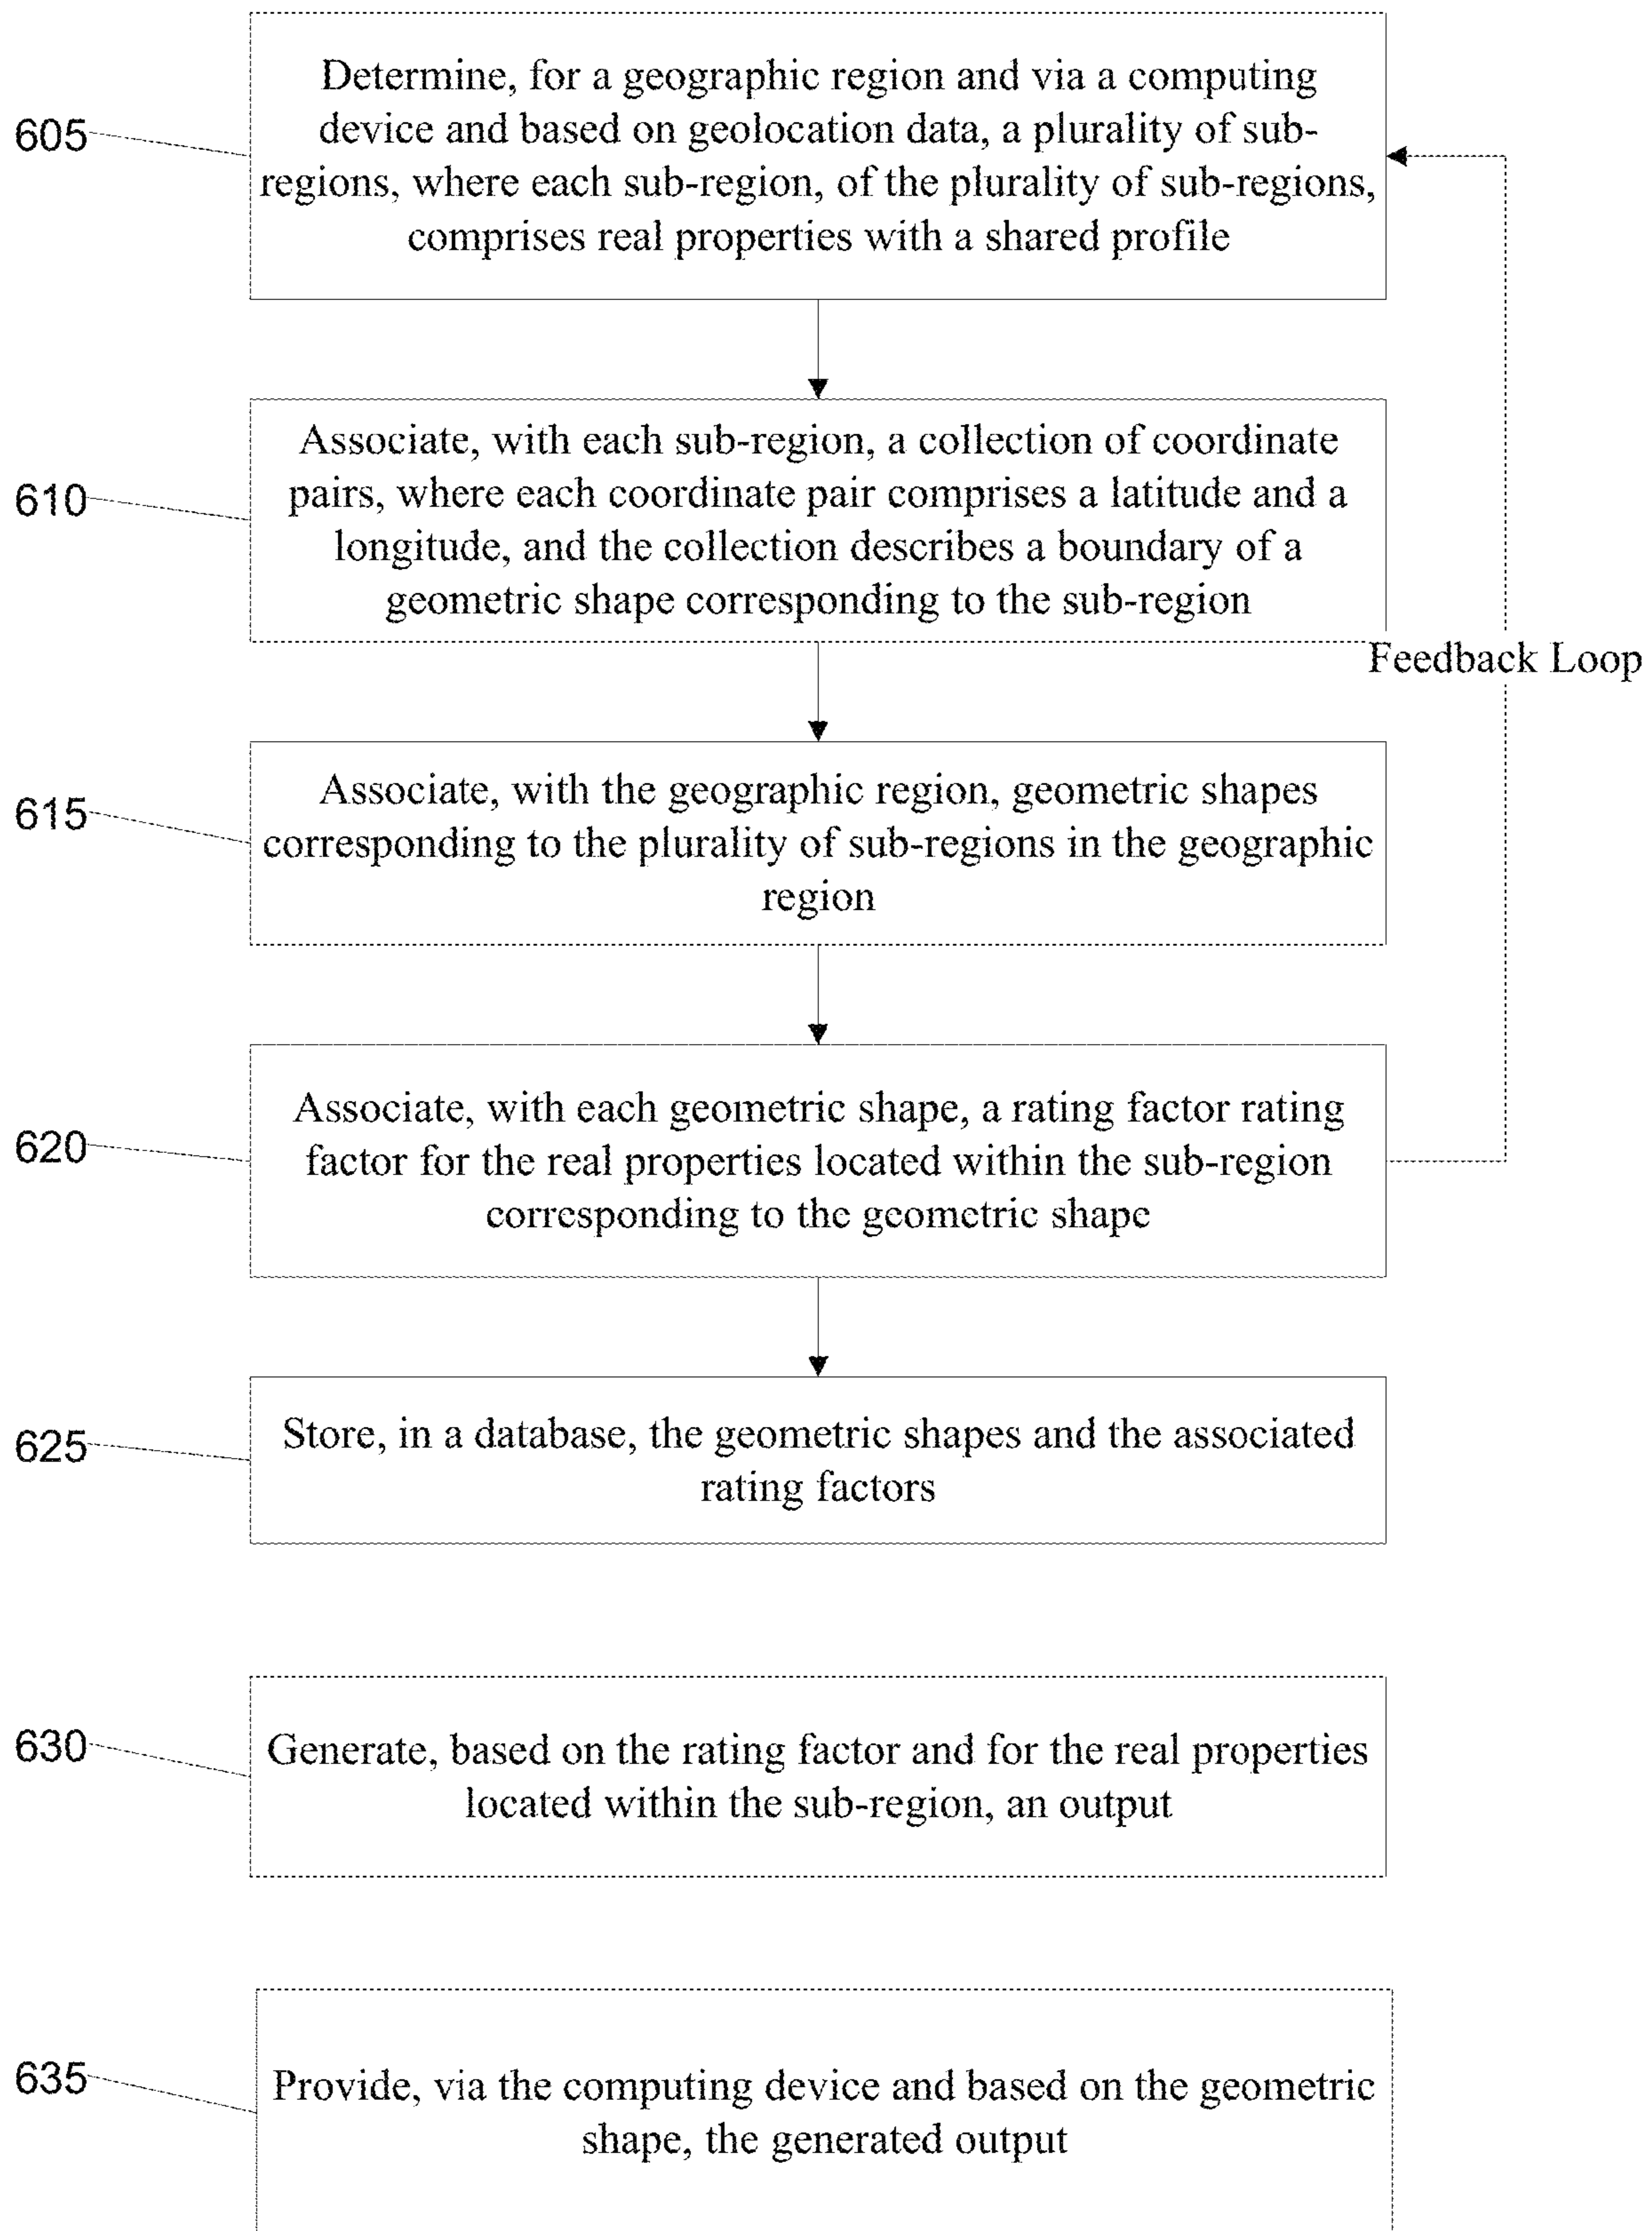 605
Determine, for a geographic region and via a computing
device and based on geolocation data, a plurality of sub-
regions, where each sub-region, of the plurality of sub-regions,
comprises real properties with a shared profile
610
Associate, with each sub-region, a collection of coordinate
pairs, where each coordinate pair comprises a latitude and a
longitude, and the collection describes a boundary of a
geometric shape corresponding to the sub-region
Feedback Loop
615
Associate, with the geographic region, geometric shapes
corresponding to the plurality of sub-regions in the geographic
region
620
Associate, with each geometric shape, a rating factor rating
factor for the real properties located within the sub-region
corresponding to the geometric shape
625
Store, in a database, the geometric shapes and the associated
rating factors
630
Generate, based on the rating factor and for the real properties
located within the sub-region, an output
635
Provide, via the computing device and based on the geometric
shape, the generated output